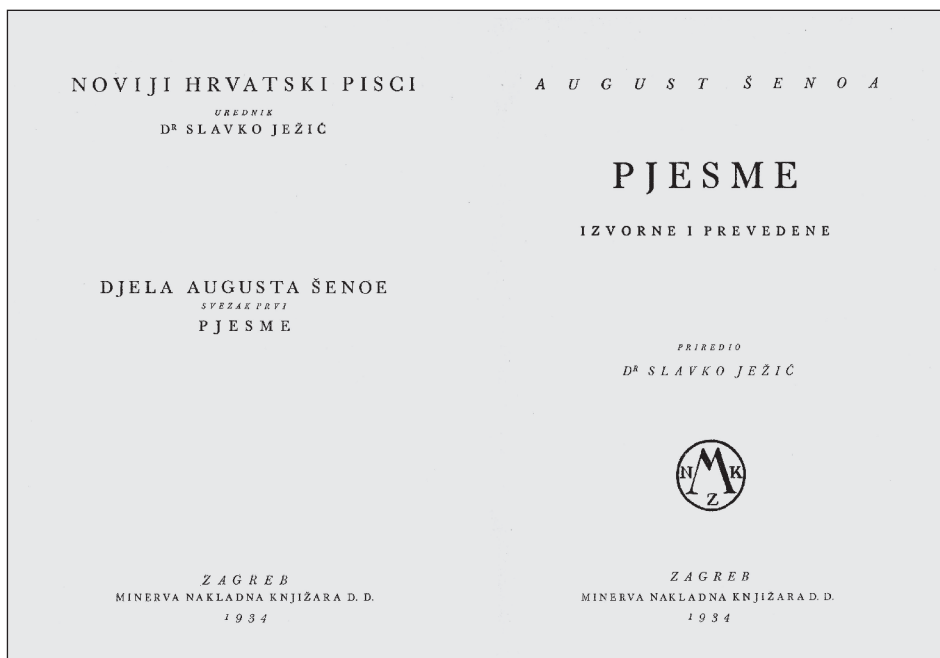 NOVIJI HRVATSKI PISCI
UREDNIK
DR SLAVKO JEŽIĆ
DJELA AUGUSTA ŠENOE
SVEZAK PRVI
PJESME
ZAGREB
MINERVA NAKLADNA KNJIŽARA D. D.
1934
AUGUST ŠENOA
PJESME
IZVORNE I PREVEDENE
PRIREDIO
DR SLAVKO JEŽIĆ
N M K
Z
ZAGREB
MINERVA NAKLADNA KNJIŽARA D. D.
1934